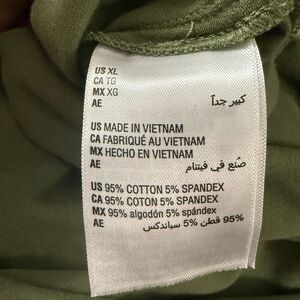 US XL
CA TG
MX XG
AE كبير جداً
US MADE IN VIETNAM
CA FABRIQUÉ AU VIETNAM
MX HECHO EN VIETNAM
AE صُنع في فيتنام
US 95% COTTON 5% SPANDEX
CA 95% COTON 5% SPANDEX
MX 95% algodón 5% spándex
AE 95% قطن 5% سباندكس